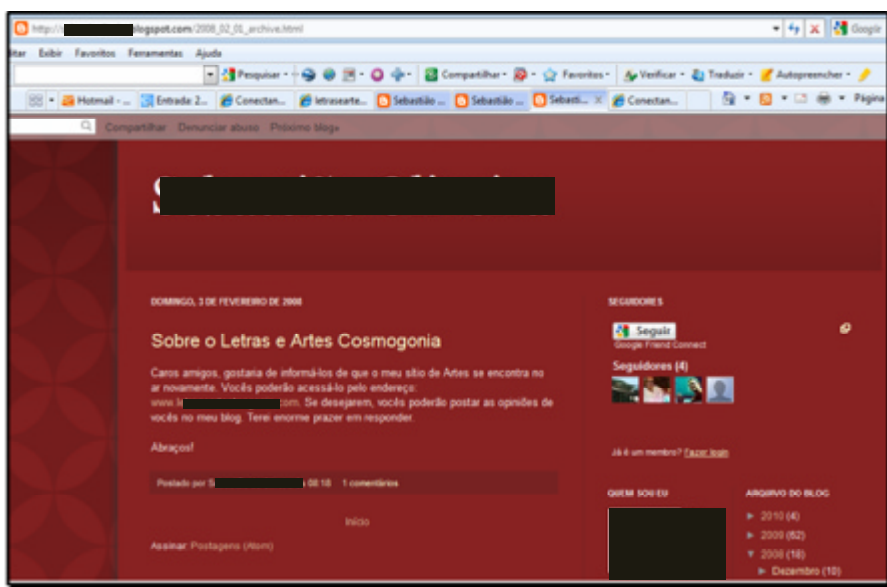 http:// logspot.com/2008_02_01_archive.html Google
itar Exibir Favoritos Ferramentas Ajuda
Pesquisar Compartilhar Favoritos Verificar Traduzir Autopreencher
Hotmail - ... Entrada: 2... Conectan... letrasearte... Sebastião ... Sebastião ... Sebasti... Conectan... Página
Compartilhar Denunciar abuso Próximo blog»
DOMINGO, 3 DE FEVEREIRO DE 2008
Sobre o Letras e Artes Cosmogonia
Caros amigos, gostaria de informá-los de que o meu sítio de Artes se encontra no
ar novamente. Vocês poderão acessá-lo pelo endereço:
www.le com. Se desejarem, vocês poderão postar as opiniões de
vocês no meu blog. Terei enorme prazer em responder.
Abraços!
Postado por S 08:18 1 comentários
Início
Assinar: Postagens (Atom)
SEGUIDORES
Seguir
Google Friend Connect
Seguidores (4)
Já é um membro? Fazer login
QUEM SOU EU
ARQUIVO DO BLOG
► 2010 (4)
► 2009 (62)
▼ 2008 (18)
► Dezembro (10)